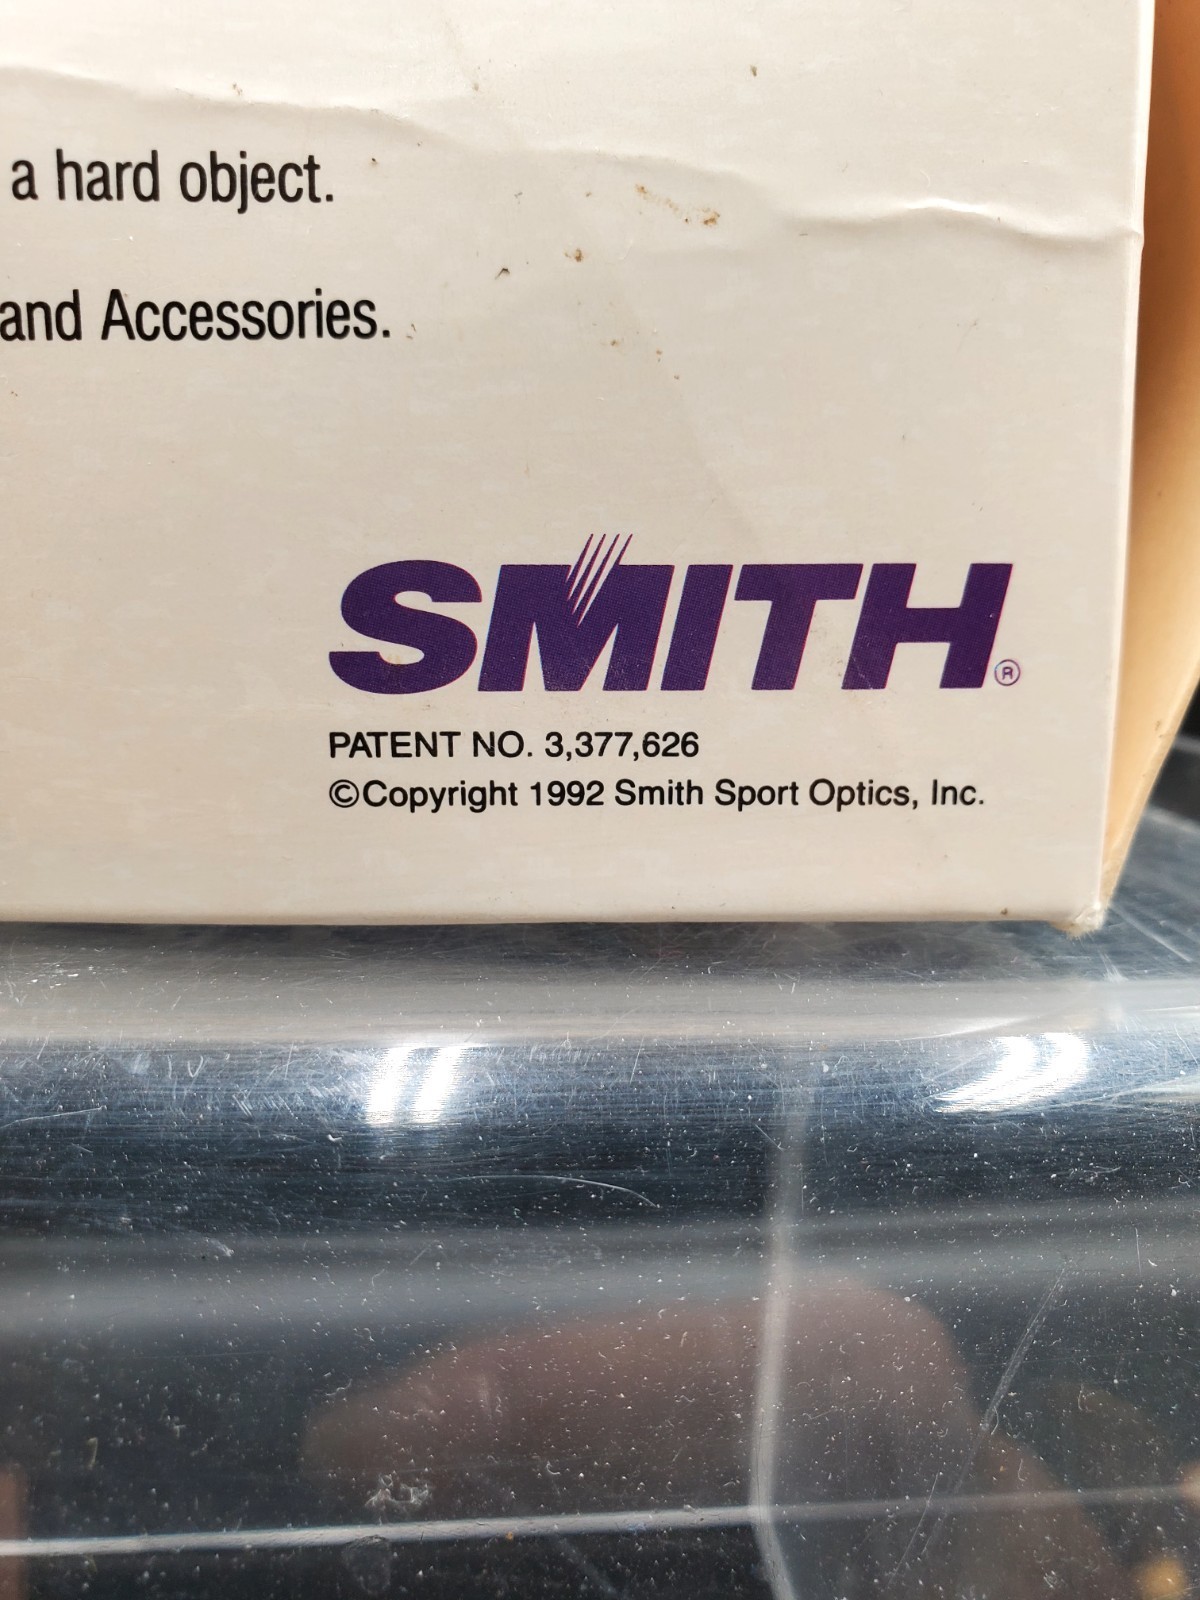 a hard object.
and Accessories.
SMITH®
PATENT NO. 3,377,626
©Copyright 1992 Smith Sport Optics, Inc.